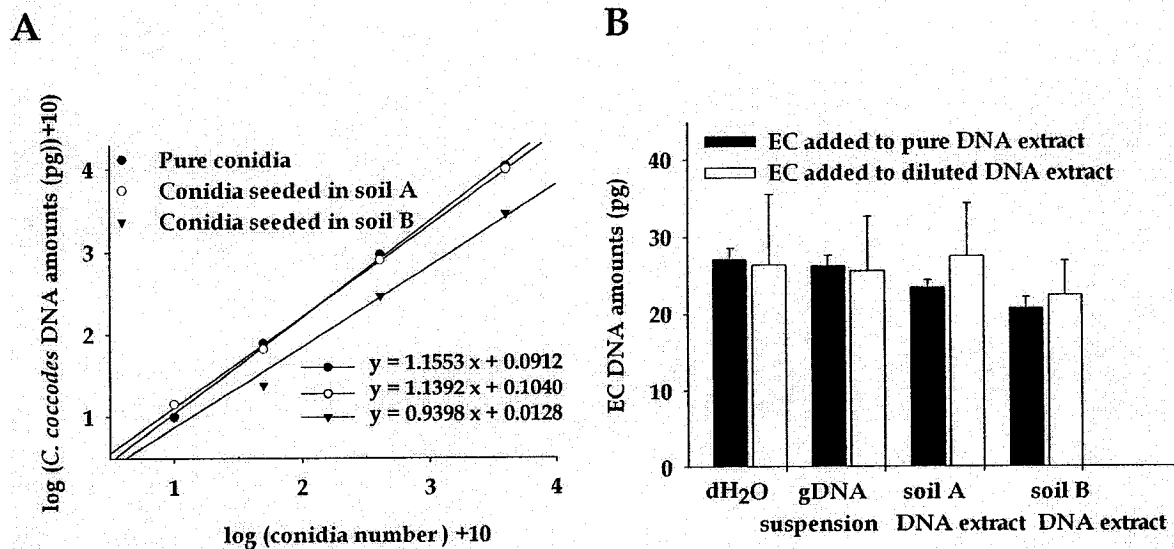 A
log (C. coccodes DNA amounts (pg))+10)
4
3
2
1
Pure conidia
Conidia seeded in soil A
Conidia seeded in soil B
y = 1.1553 x + 0.0912
y = 1.1392 x + 0.1040
y = 0.9398 x + 0.0128
1 2 3 4
log (conidia number) +10
B
EC DNA amounts (pg)
40
30
20
10
0
EC added to pure DNA extract
EC added to diluted DNA extract
dH2O gDNA soil A soil B
suspension DNA extract DNA extract